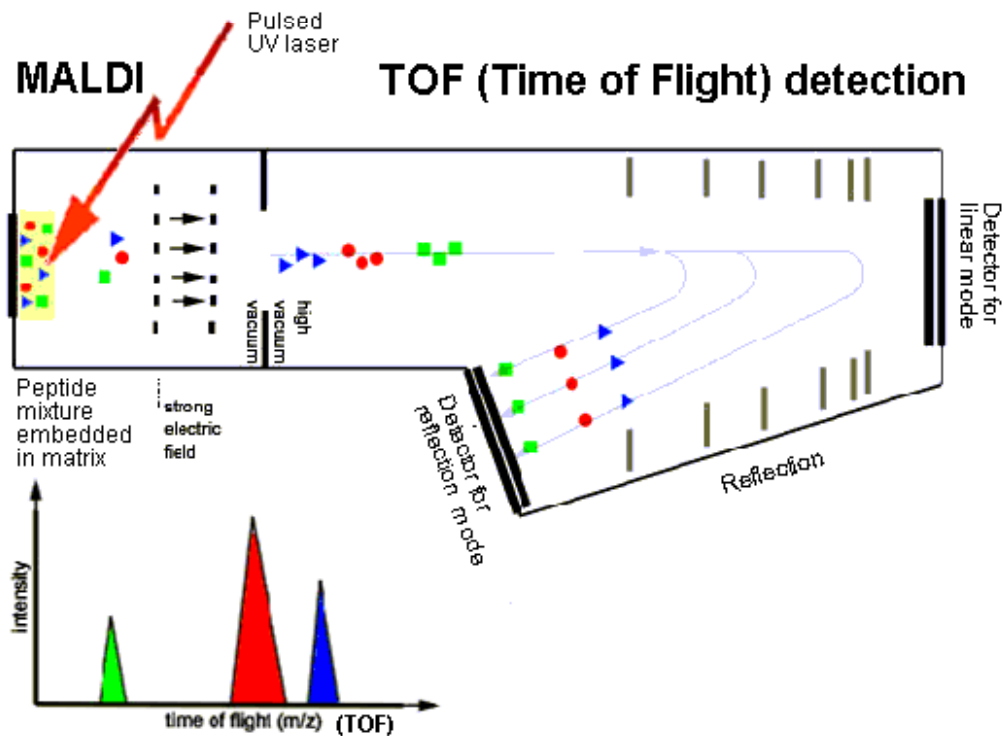 Pulsed
UV laser
MALDI
TOF (Time of Flight) detection
Detector for
linear mode
high
vacuum
vacuum
Peptide
mixture
embedded
in matrix
strong
electric
field
Detector for
reflection mode
Reflection
intensity
time of flight (m/z) (TOF)